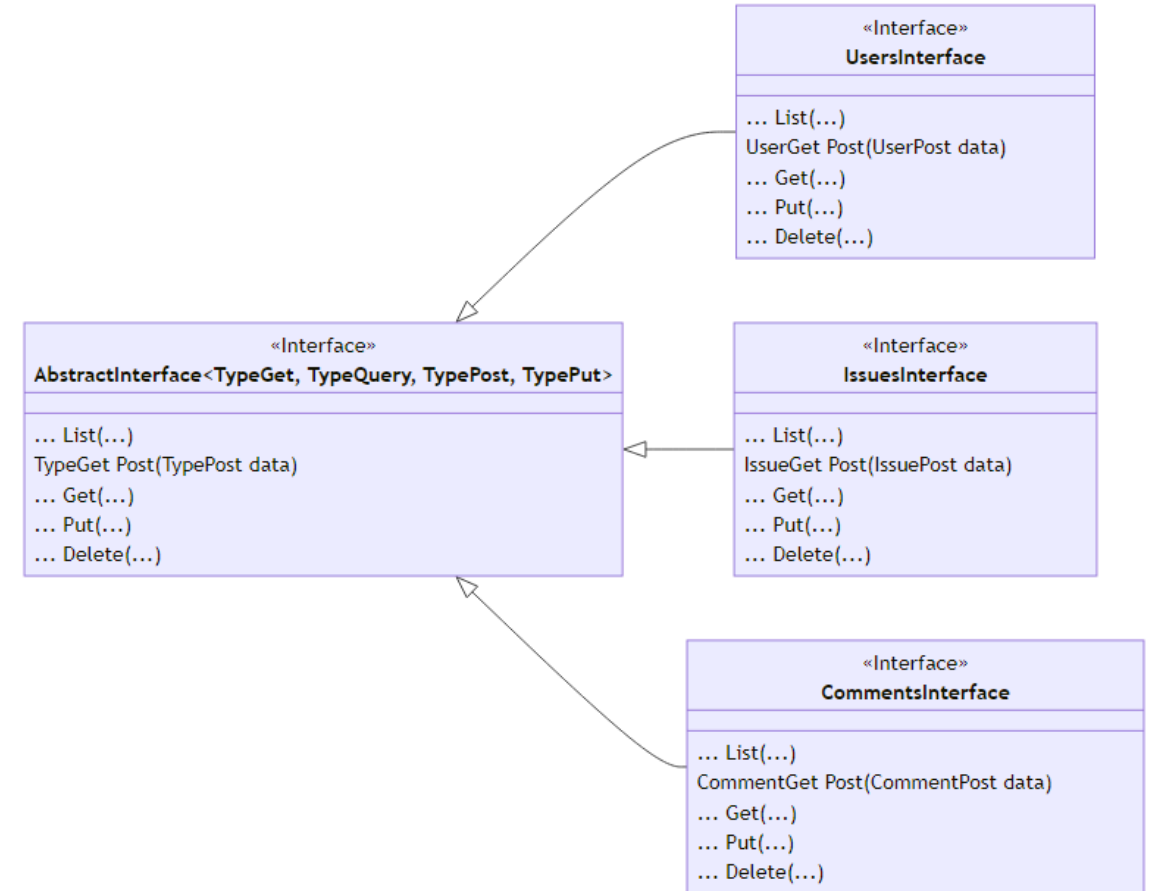 «Interface»
UsersInterface
... List(...)
UserGet Post(UserPost data)
... Get(...)
... Put(...)
... Delete(...)
«Interface»
AbstractInterface<TypeGet, TypeQuery, TypePost, TypePut>
... List(...)
TypeGet Post(TypePost data)
... Get(...)
... Put(...)
... Delete(...)
«Interface»
IssuesInterface
... List(...)
IssueGet Post(IssuePost data)
... Get(...)
... Put(...)
... Delete(...)
«Interface»
CommentsInterface
... List(...)
CommentGet Post(CommentPost data)
... Get(...)
... Put(...)
... Delete(...)